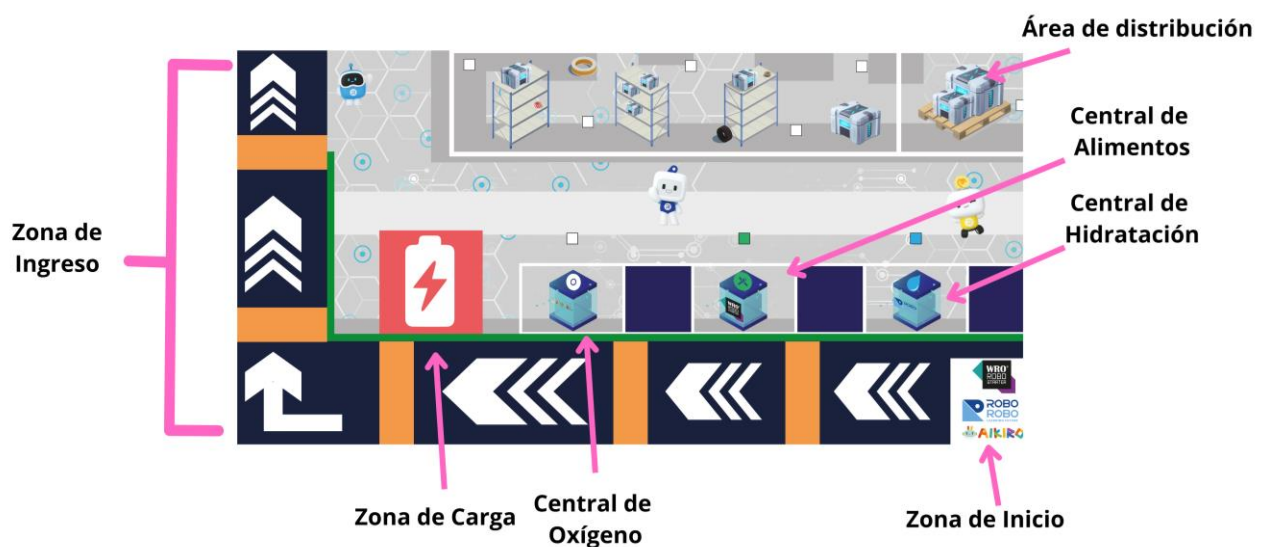 Área de distribución
Central de
Alimentos
Central de
Hidratación
Zona de
Ingreso
WRO
ROBO
STARTER
ROBO
ROBO
AIKIRO
Zona de Carga
Central de
Oxígeno
Zona de Inicio